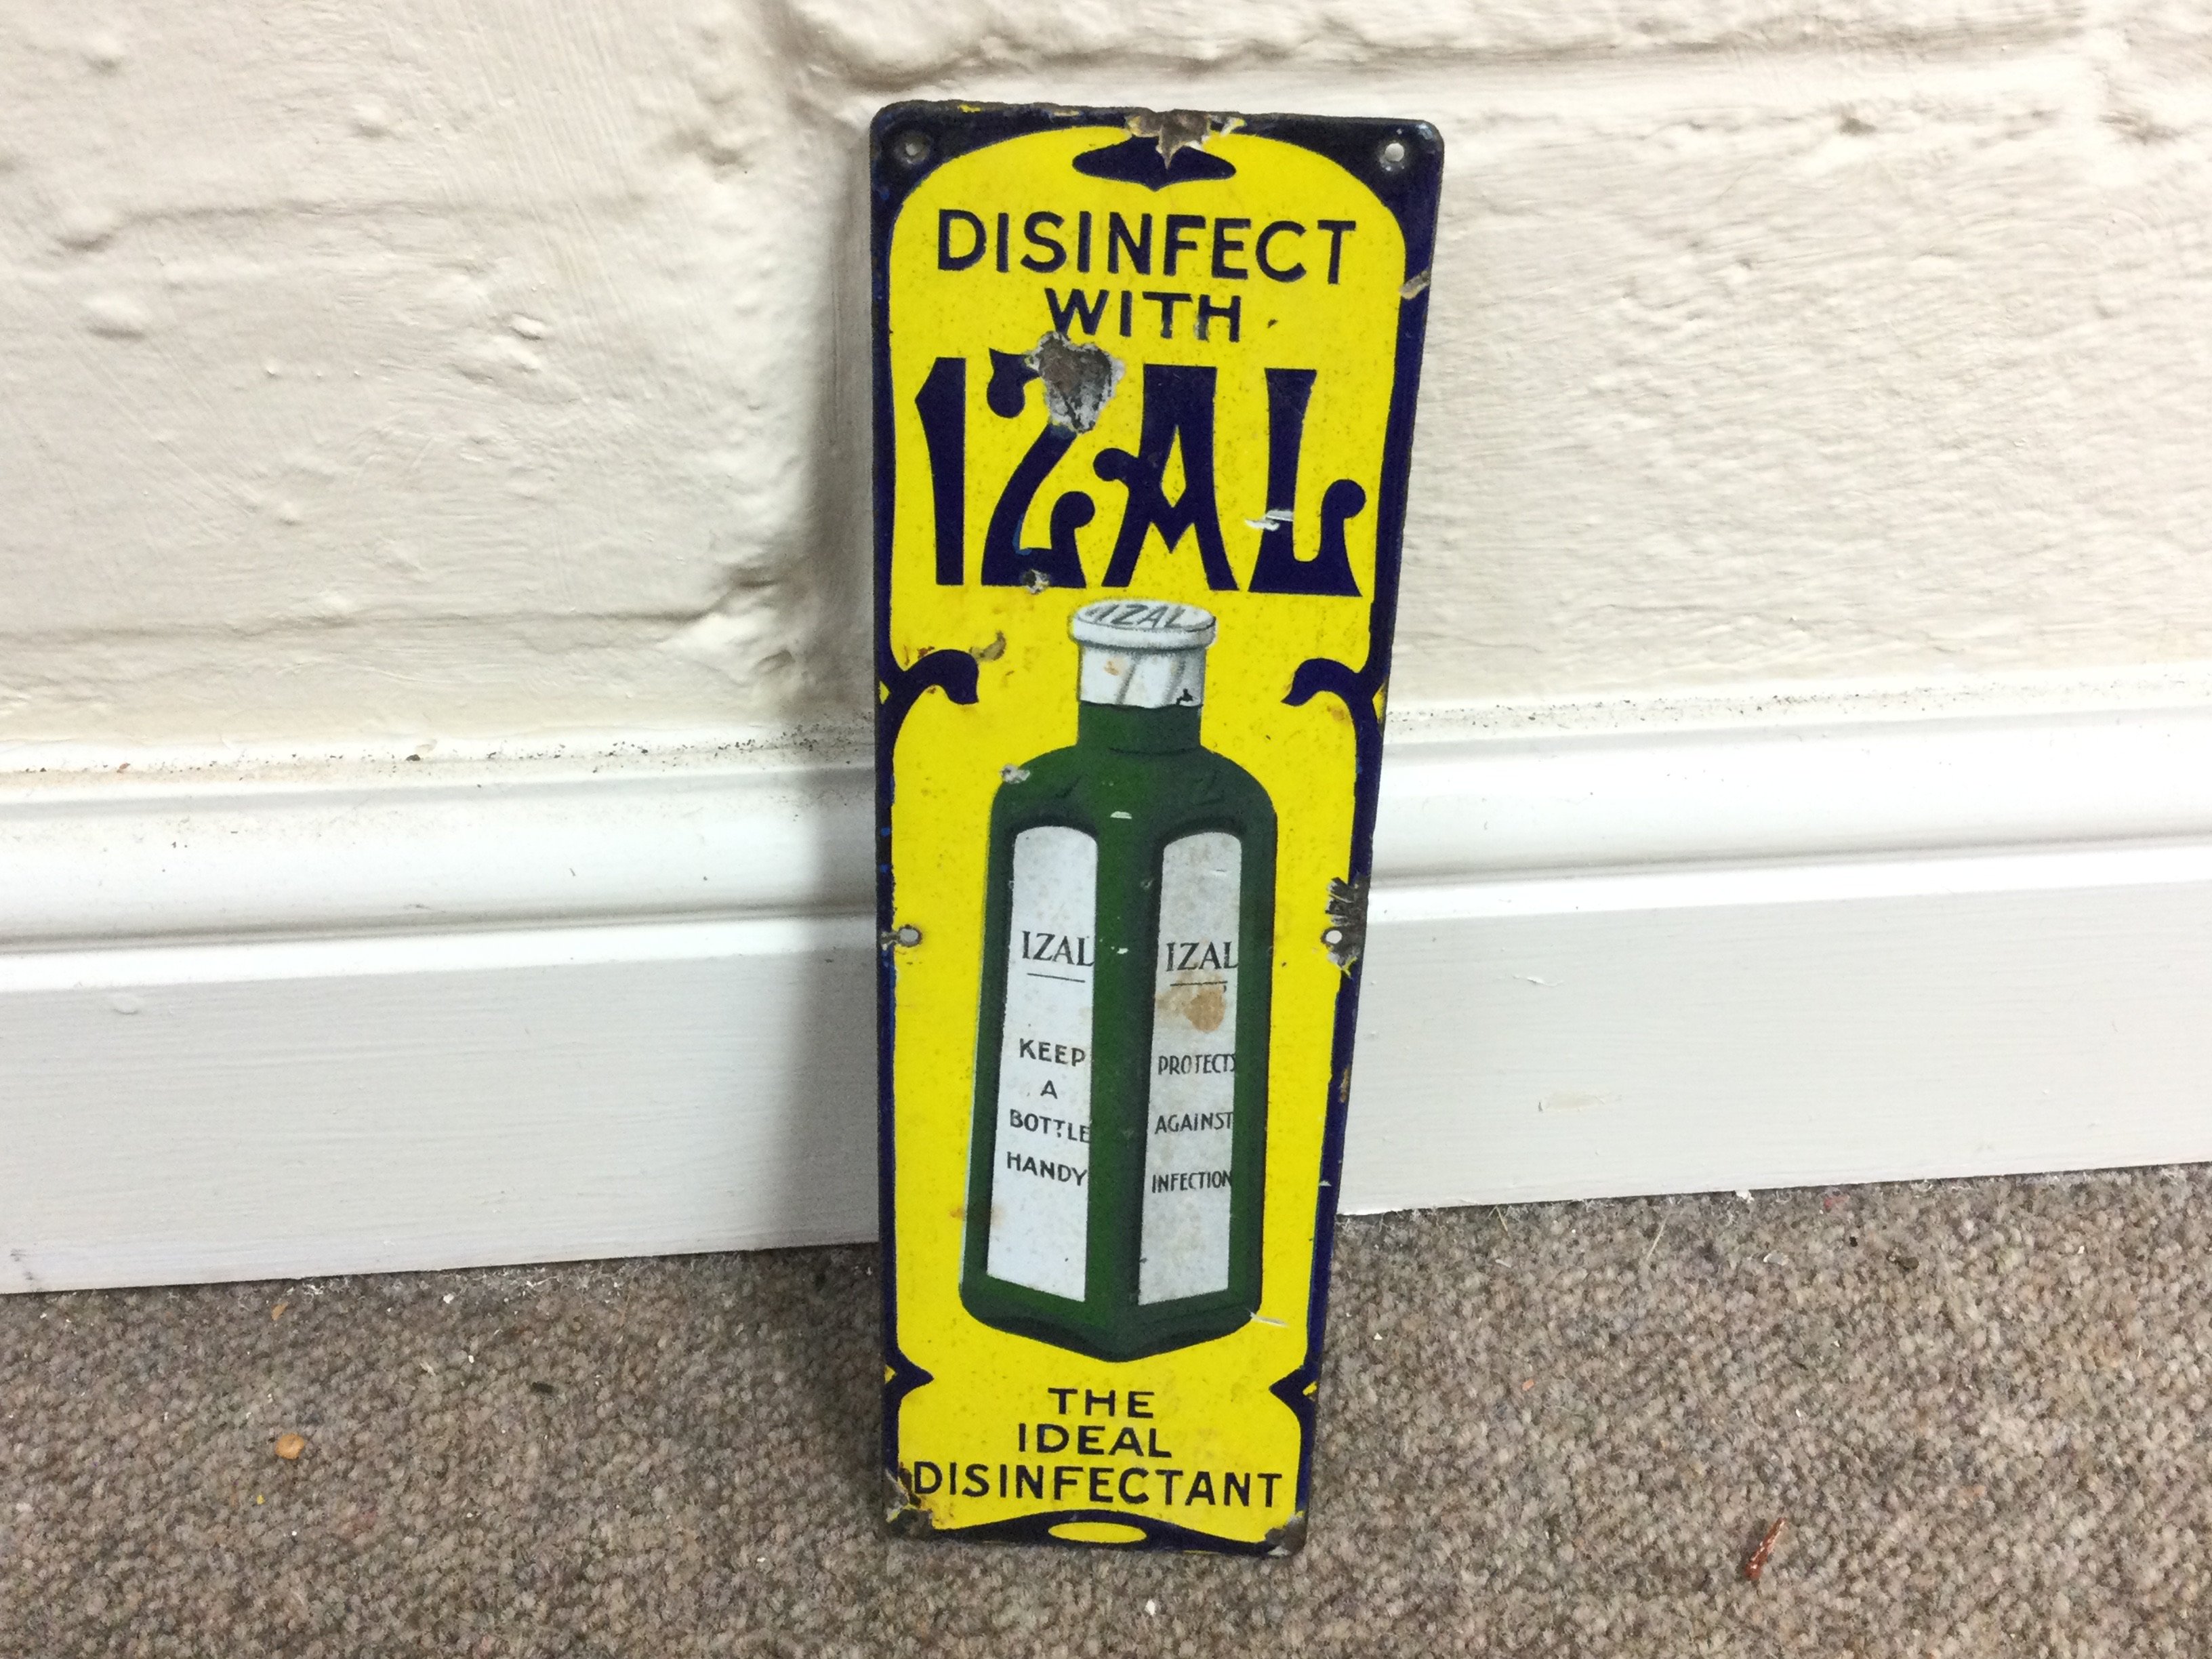 DISINFECT
WITH
IZAL
IZAL
IZAL
KEEP
A
BOTTLE
HANDY
IZAL
PROTECTS
AGAINST
INFECTION
THE
IDEAL
DISINFECTANT